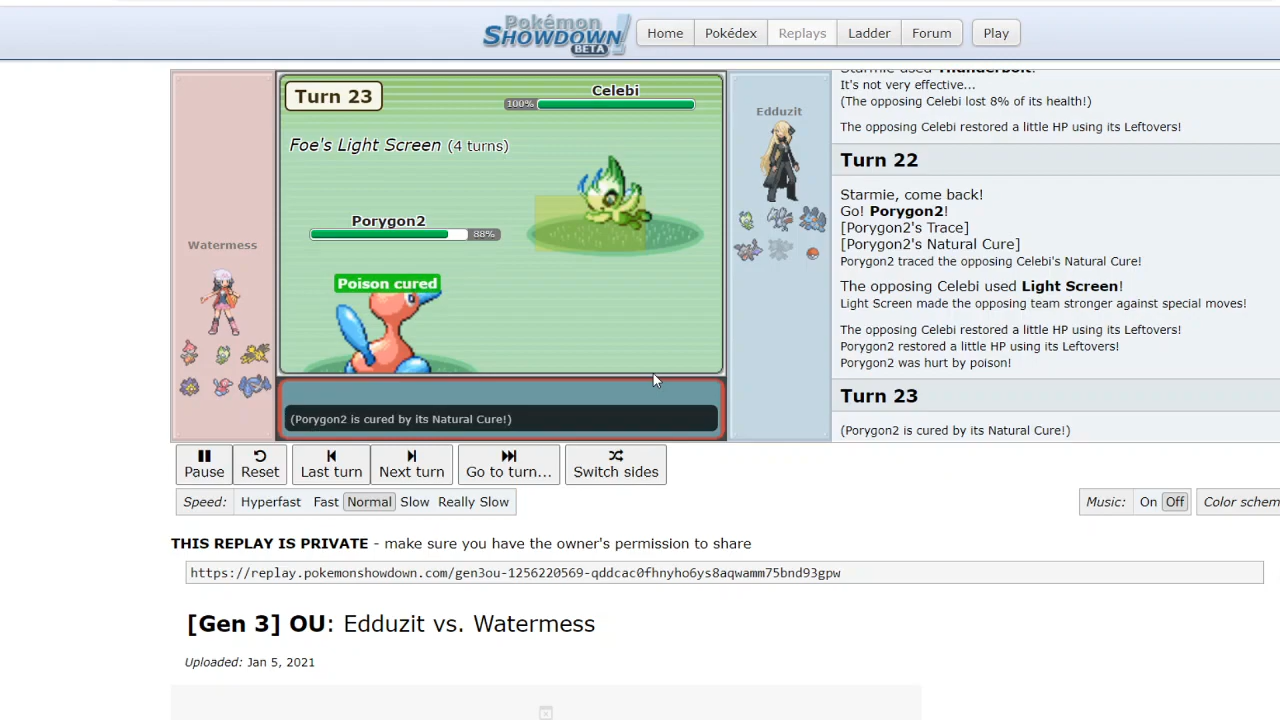 Pokémon
SHOWDOWN!
BETA
Home
Pokédex
Replays
Ladder
Forum
Play
Turn 23
Celebi
100%
Foe's Light Screen (4 turns)
Porygon2
88%
Poison cured
(Porygon2 is cured by its Natural Cure!)
Watermess
Edduzit
Starmie used Thunderbolt!
It's not very effective...
(The opposing Celebi lost 8% of its health!)
The opposing Celebi restored a little HP using its Leftovers!
Turn 22
Starmie, come back!
Go! Porygon2!
[Porygon2's Trace]
[Porygon2's Natural Cure]
Porygon2 traced the opposing Celebi's Natural Cure!
The opposing Celebi used Light Screen!
Light Screen made the opposing team stronger against special moves!
The opposing Celebi restored a little HP using its Leftovers!
Porygon2 restored a little HP using its Leftovers!
Porygon2 was hurt by poison!
Turn 23
(Porygon2 is cured by its Natural Cure!)
Pause
Reset
Last turn
Next turn
Go to turn...
Switch sides
Speed: Hyperfast Fast Normal Slow Really Slow
Music: On Off
Color schem
THIS REPLAY IS PRIVATE - make sure you have the owner's permission to share
https://replay.pokemonshowdown.com/gen3ou-1256220569-qddcac0fhnyho6ys8aqwamm75bnd93gpw
[Gen 3] OU: Edduzit vs. Watermess
Uploaded: Jan 5, 2021